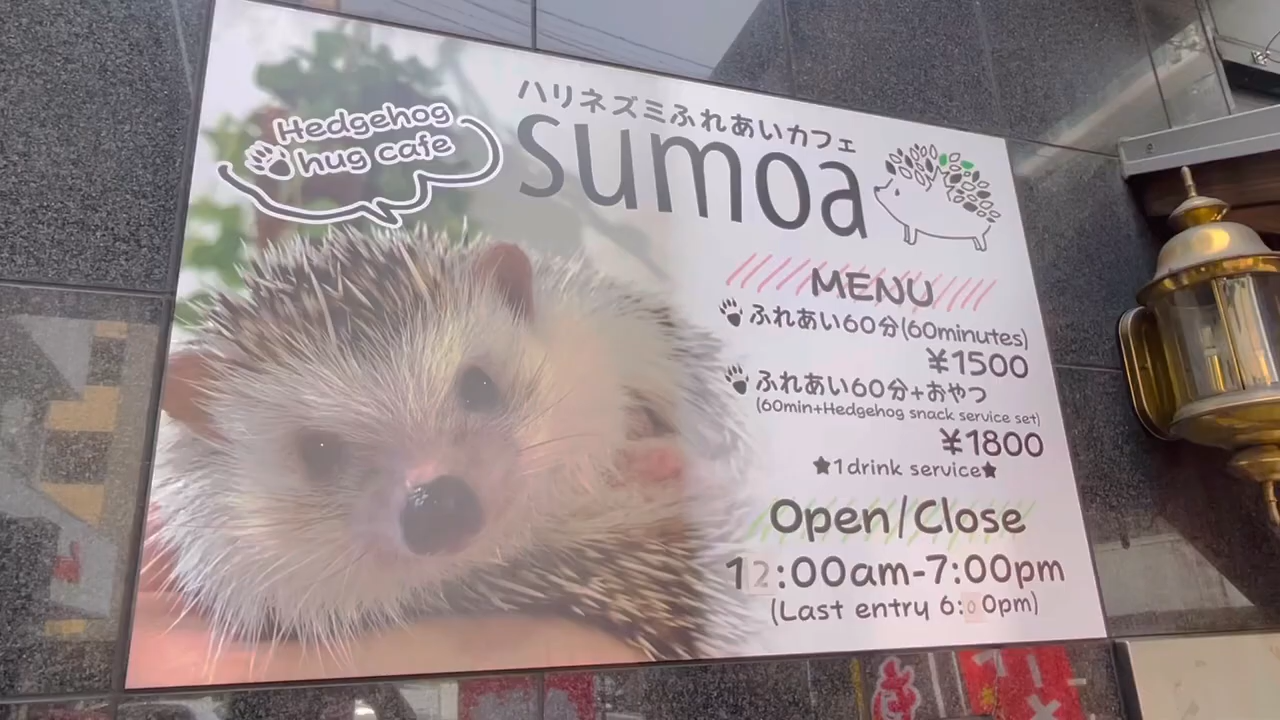 Hedgehog
hug cafe
ハリネズミふれあいカフェ
sumoa
MENU
ふれあい60分(60minutes)
¥1500
ふれあい60分+おやつ
(60min+Hedgehog snack service set)
¥1800
★1drink service★
Open/Close
12:00am-7:00pm
(Last entry 6:00pm)